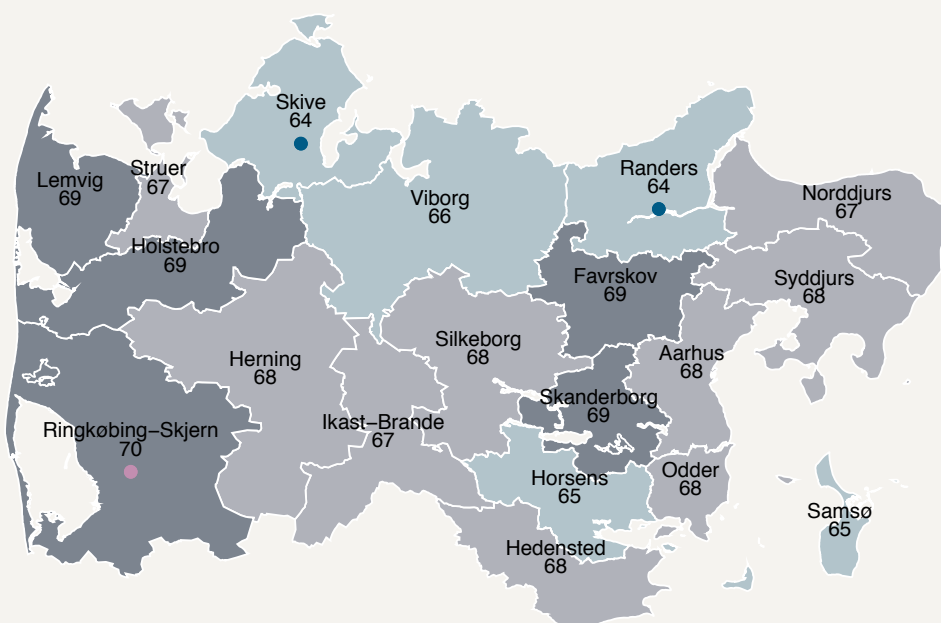 Skive
64
Struer
67
Lemvig
69
Randers
64
Viborg
66
Norddjurs
67
Holstebro
69
Favrskov
69
Syddjurs
68
Silkeborg
68
Herning
68
Aarhus
68
Skanderborg
69
Ikast–Brande
67
Ringkøbing–Skjern
70
Horsens
65
Odder
68
Samsø
65
Hedensted
68